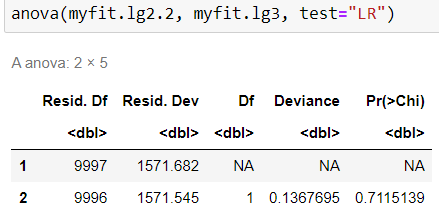 anova(myfit.lg2.2, myfit.lg3, test="LR")
A anova: 2 × 5
Resid. Df Resid. Dev Df Deviance Pr(>Chi)
<dbl> <dbl> <dbl> <dbl> <dbl>
1 9997 1571.682 NA NA NA
2 9996 1571.545 1 0.1367695 0.7115139